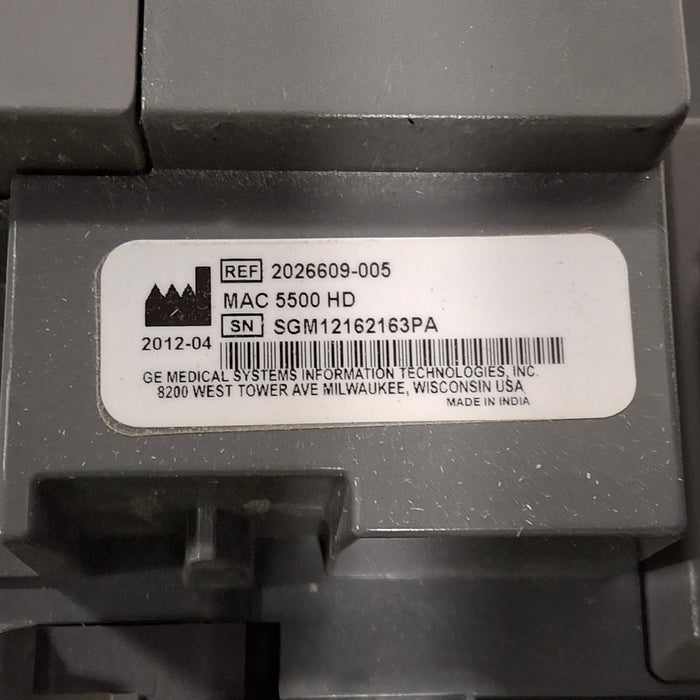 REF 2026609-005
MAC 5500 HD
SN SGM12162163PA
2012-04
GE MEDICAL SYSTEMS INFORMATION TECHNOLOGIES, INC.
8200 WEST TOWER AVE MILWAUKEE, WISCONSIN USA
MADE IN INDIA